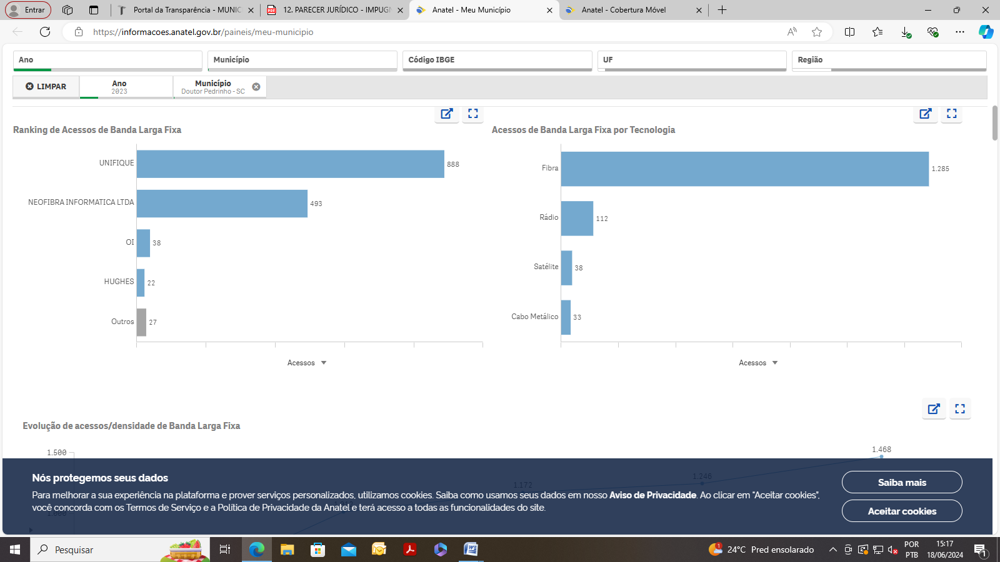 Entrar
Portal da Transparência - MUNIC
12. PARECER JURÍDICO - IMPUGN
Anatel - Meu Município
Anatel - Cobertura Móvel
https://informacoes.anatel.gov.br/paineis/meu-municipio
Ano
Município
Código IBGE
UF
Região
LIMPAR
Ano
2023
Município
Doutor Pedrinho - SC
Ranking de Acessos de Banda Larga Fixa
UNIFIQUE
888
NEOFIBRA INFORMATICA LTDA
493
OI
38
HUGHES
22
Outros
27
Acessos
Acessos de Banda Larga Fixa por Tecnologia
Fibra
1.285
Rádio
112
Satélite
38
Cabo Metálico
33
Acessos
Evolução de acessos/densidade de Banda Larga Fixa
1.500
1.468
1.246
1.172
Nós protegemos seus dados
Para melhorar a sua experiência na plataforma e prover serviços personalizados, utilizamos cookies. Saiba como usamos seus dados em nosso Aviso de Privacidade. Ao clicar em “Aceitar cookies”,
você concorda com os Termos de Serviço e a Política de Privacidade da Anatel e terá acesso a todas as funcionalidades do site.
Saiba mais
Aceitar cookies
Pesquisar
1
24°C Pred ensolarado
POR
PTB
15:17
18/06/2024
1